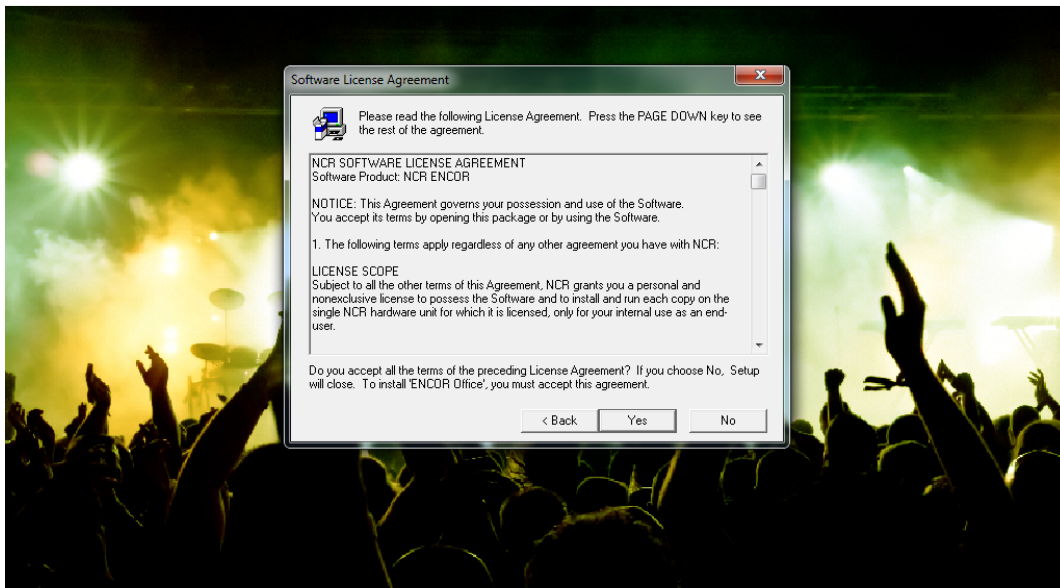 Software License Agreement
Please read the following License Agreement. Press the PAGE DOWN key to see
the rest of the agreement.
NCR SOFTWARE LICENSE AGREEMENT
Software Product: NCR ENCOR
NOTICE: This Agreement governs your possession and use of the Software.
You accept its terms by opening this package or by using the Software.
1. The following terms apply regardless of any other agreement you have with NCR:
LICENSE SCOPE
Subject to all the other terms of this Agreement, NCR grants you a personal and
nonexclusive license to possess the Software and to install and run each copy on the
single NCR hardware unit for which it is licensed, only for your internal use as an end-
user.
Do you accept all the terms of the preceding License Agreement? If you choose No, Setup
will close. To install 'ENCOR Office', you must accept this agreement.
< Back
Yes
No